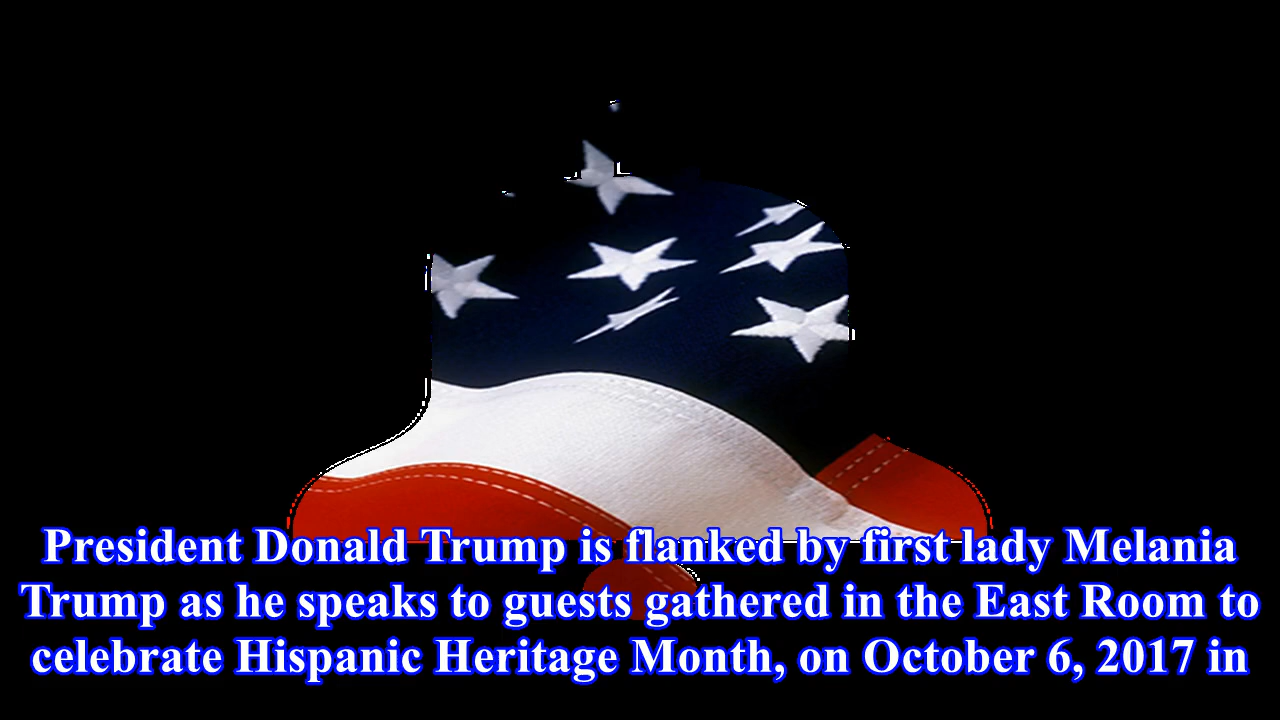 President Donald Trump is flanked by first lady Melania
Trump as he speaks to guests gathered in the East Room to
celebrate Hispanic Heritage Month, on October 6, 2017 in